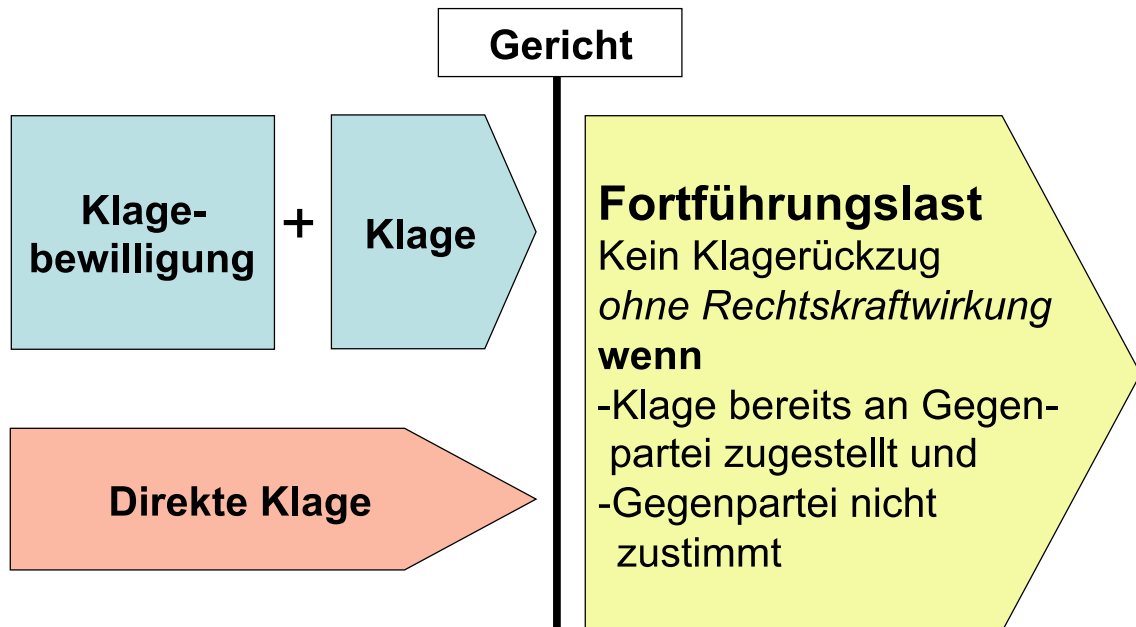 Gericht
Klage-
bewilligung
+
Klage
Direkte Klage
Fortführungslast
Kein Klagerückzug
ohne Rechtskraftwirkung
wenn
-Klage bereits an Gegen-
partei zugestellt und
-Gegenpartei nicht
zustimmt